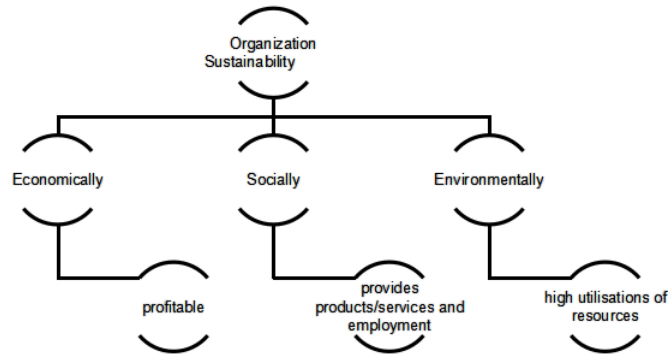 Organization
Sustainability
Economically
Socially
Environmentally
profitable
provides
products/services and
employment
high utilisations of
resources